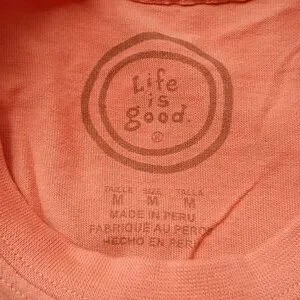 Life
is
good.
®
TAILLE SIZE TALLA
M M M
MADE IN PERU
FABRIQUE AU PEROU
HECHO EN PERU